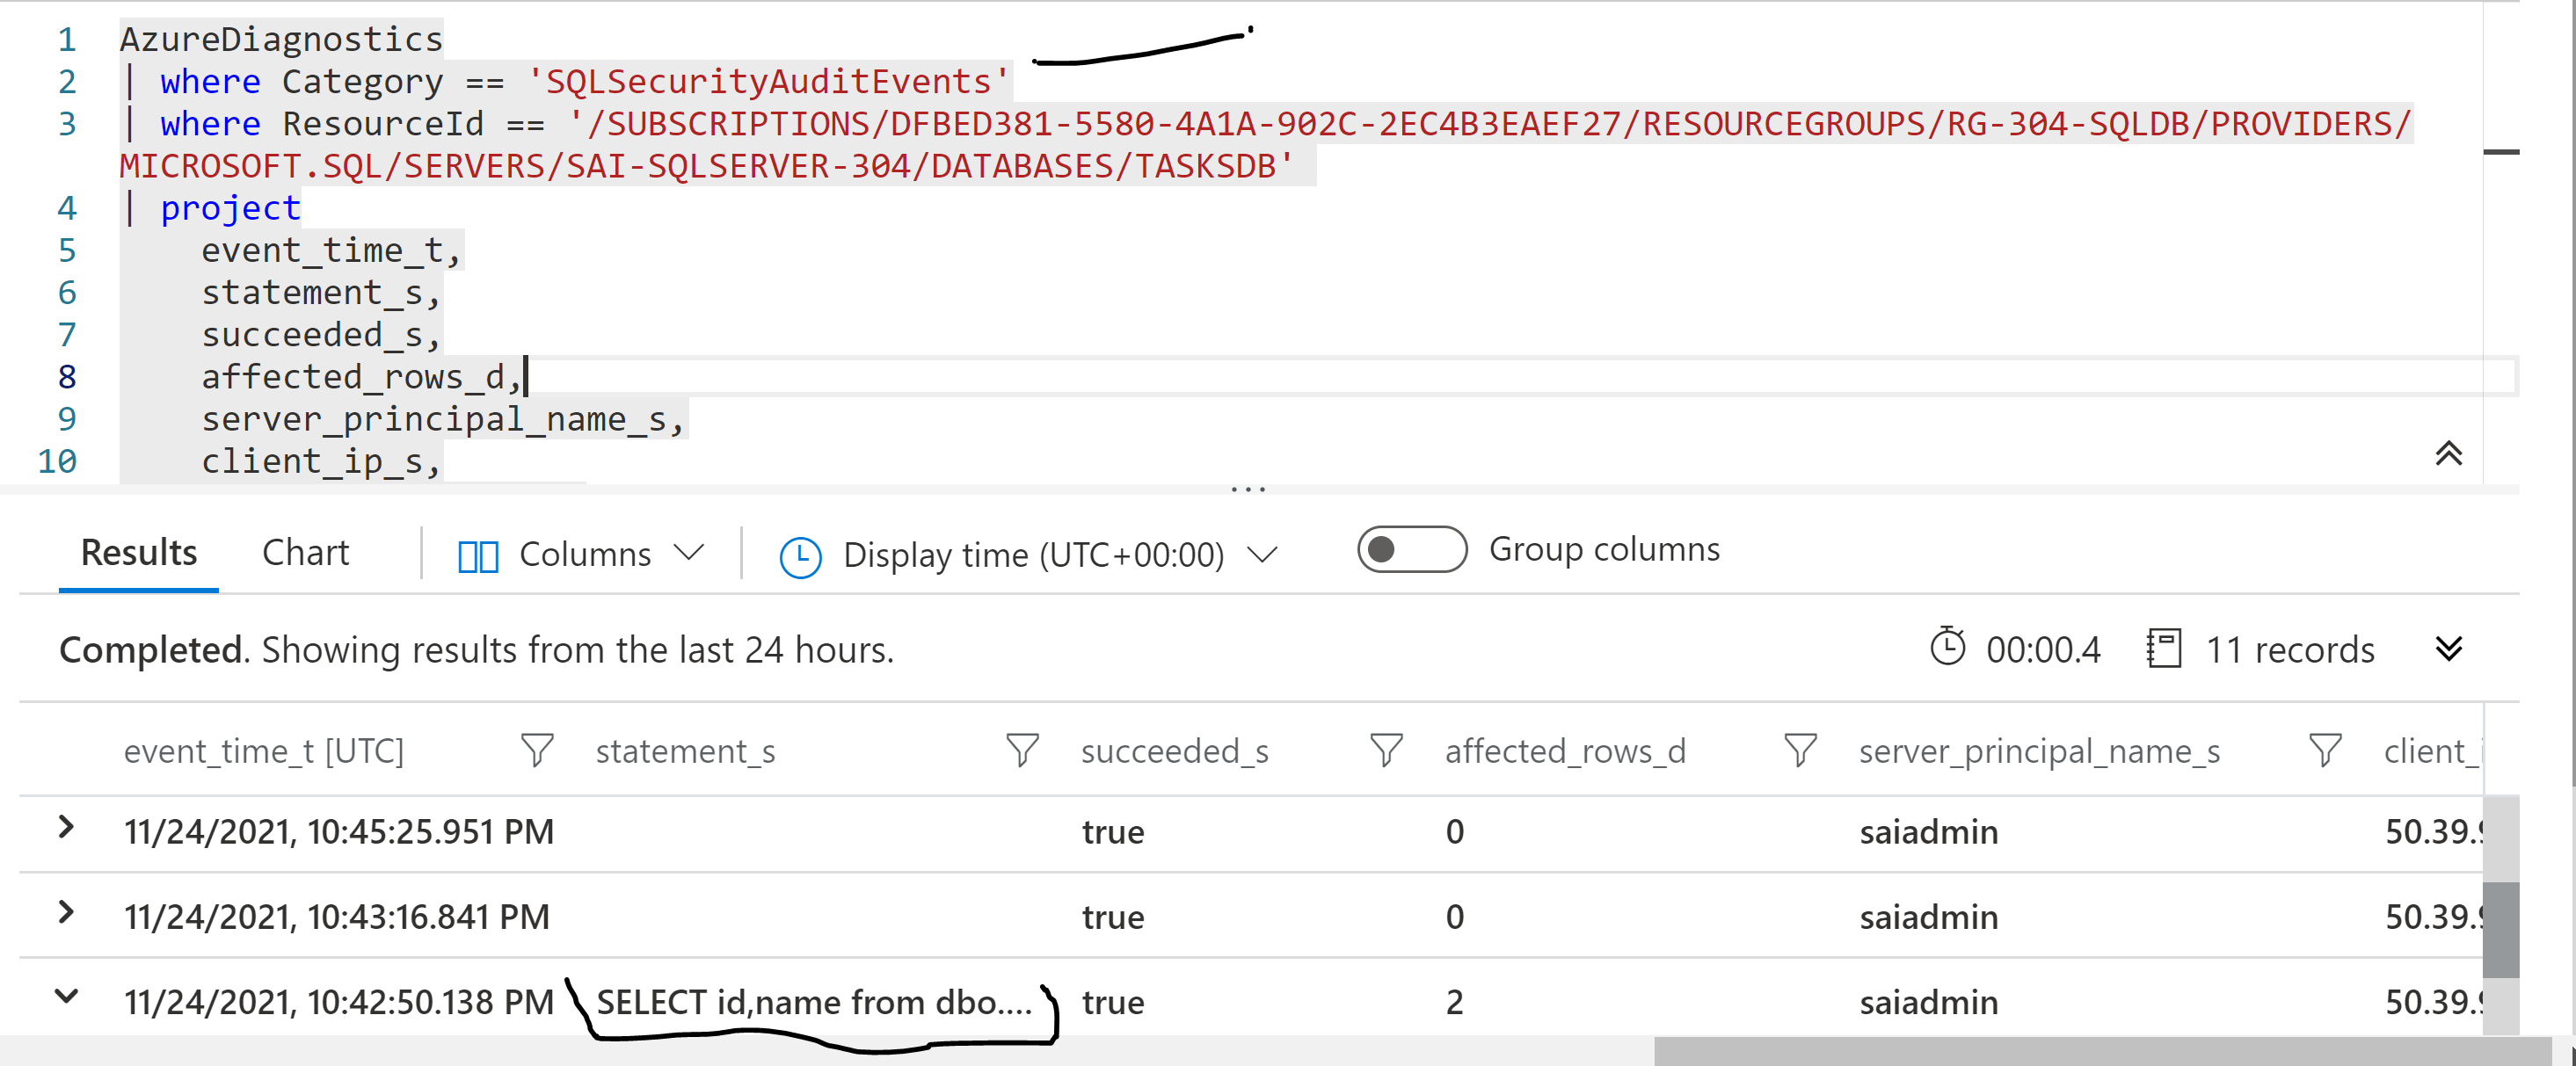 1 AzureDiagnostics
2 | where Category == 'SQLSecurityAuditEvents'
3 | where ResourceId == '/SUBSCRIPTIONS/DFBED381-5580-4A1A-902C-2EC4B3EAEF27/RESOURCEGROUPS/RG-304-SQLDB/PROVIDERS/
MICROSOFT.SQL/SERVERS/SAI-SQLSERVER-304/DATABASES/TASKSDB'
4 | project
5 event_time_t,
6 statement_s,
7 succeeded_s,
8 affected_rows_d,
9 server_principal_name_s,
10 client_ip_s,
...
Results Chart Columns Display time (UTC+00:00) Group columns
Completed. Showing results from the last 24 hours. 00:00.4 11 records
event_time_t [UTC] statement_s succeeded_s affected_rows_d server_principal_name_s client_
11/24/2021, 10:45:25.951 PM true 0 saiadmin 50.39.
11/24/2021, 10:43:16.841 PM true 0 saiadmin 50.39.
11/24/2021, 10:42:50.138 PM SELECT id,name from dbo.... true 2 saiadmin 50.39.